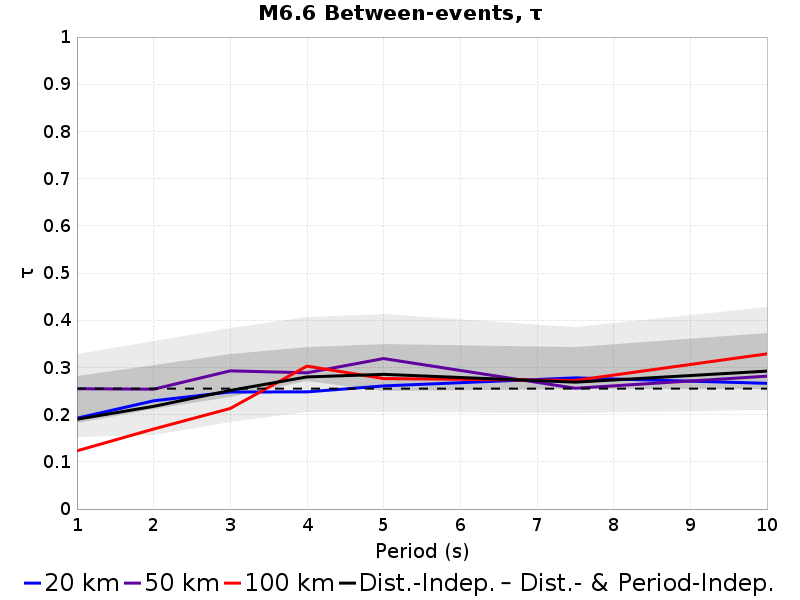 M6.6 Between-events, τ
1
0.9
0.8
0.7
0.6
τ
0.5
0.4
0.3
0.2
0.1
0
1 2 3 4 5 6 7 8 9 10
Period (s)
20 km 50 km 100 km Dist.-Indep. Dist.- & Period-Indep.